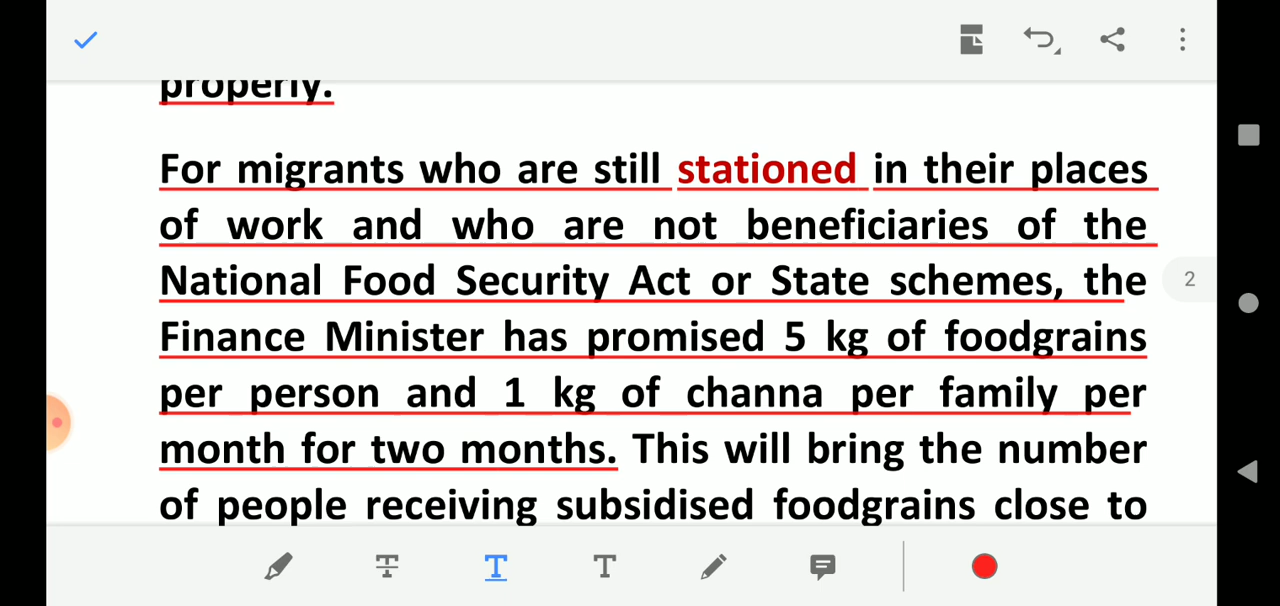 properly.
For migrants who are still stationed in their places
of work and who are not beneficiaries of the
National Food Security Act or State schemes, the
Finance Minister has promised 5 kg of foodgrains
per person and 1 kg of channa per family per
month for two months. This will bring the number
of people receiving subsidised foodgrains close to
2